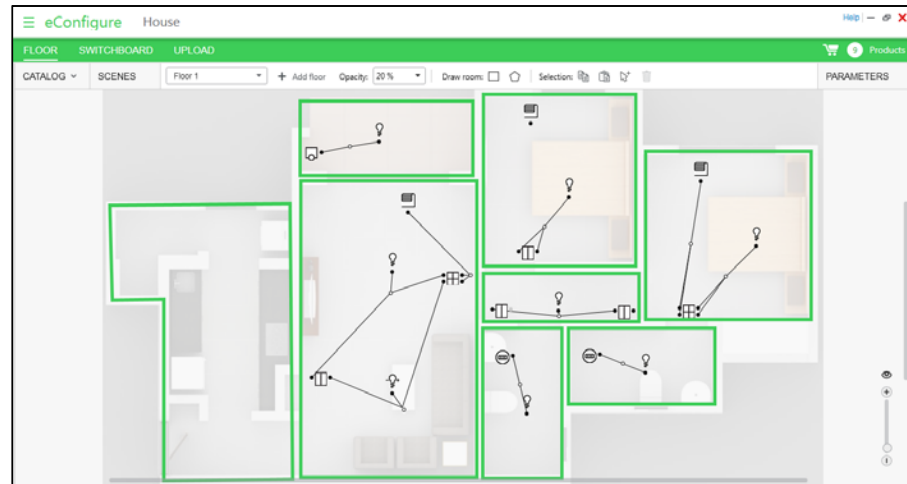 eConfigure House Help
FLOOR SWITCHBOARD UPLOAD 9 Products
CATALOG SCENES Floor 1 + Add floor Opacity: 20 % Draw room: Selection: PARAMETERS